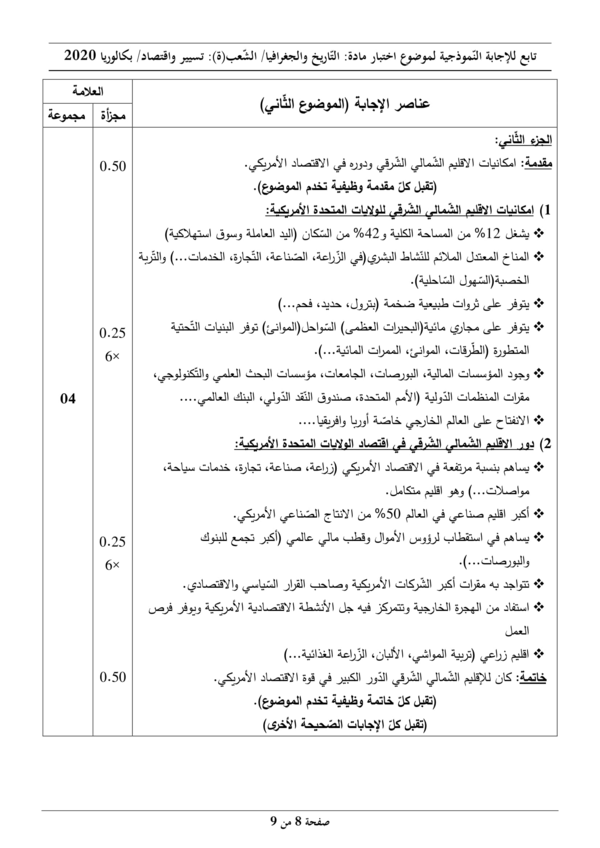 تابع للإجابة النّموذجية لموضوع اختبار مادة: التّاريخ والجغرافيا/ الشّعب(ة): تسيير واقتصاد/ بكالوريا 2020
العلامة
عناصر الإجابة (الموضوع الثّاني)
مجموعة
مجزأة
الجزء الثّاني:
مقدمة: امكانيات الاقليم الشّمالي الشّرقي ودوره في الاقتصاد الأمريكي.
0.50
(تقبل كلّ مقدمة وظيفية تخدم الموضوع).
1) إمكانيات الاقليم الشّمالي الشّرقي للولايات المتحدة الأمريكية:
❖ يشغل 12% من المساحة الكلية و42% من السّكان (اليد العاملة وسوق استهلاكية)
❖ المناخ المعتدل الملائم للنّشاط البشري(في الزّراعة، الصّناعة، التّجارة، الخدمات...) والتّربة
الخصبة(السّهول السّاحلية).
❖ يتوفر على ثروات طبيعية ضخمة (بترول، حديد، فحم...)
❖ يتوفر على مجاري مائية(البحيرات العظمى) السّواحل(الموانئ) توفر البنيات التّحتية
0.25
المتطورة (الطّرقات، الموانئ، الممرات المائية...).
6×
❖ وجود المؤسسات المالية، البورصات، الجامعات، مؤسسات البحث العلمي والتّكنولوجي،
مقرات المنظمات الدّولية (الأمم المتحدة، صندوق النّقد الدّولي، البنك العالمي....
04
❖ الانفتاح على العالم الخارجي خاصّة أوربا وافريقيا....
2) دور الاقليم الشّمالي الشّرقي في اقتصاد الولايات المتحدة الأمريكية:
❖ يساهم بنسبة مرتفعة في الاقتصاد الأمريكي (زراعة، صناعة، تجارة، خدمات سياحة،
مواصلات...) وهو اقليم متكامل.
❖ أكبر اقليم صناعي في العالم 50% من الانتاج الصّناعي الأمريكي.
❖ يساهم في استقطاب لرؤوس الأموال وقطب مالي عالمي (أكبر تجمع للبنوك
0.25
والبورصات...).
6×
❖ تتواجد به مقرات أكبر الشّركات الأمريكية وصاحب القرار السّياسي والاقتصادي.
❖ استفاد من الهجرة الخارجية وتتمركز فيه جل الأنشطة الاقتصادية الأمريكية ويوفر فرص
العمل
❖ اقليم زراعي (تربية المواشي، الألبان، الزّراعة الغذائية...)
خاتمة: كان للإقليم الشّمالي الشّرقي الدّور الكبير في قوة الاقتصاد الأمريكي.
0.50
(تقبل كلّ خاتمة وظيفية تخدم الموضوع).
(تقبل كلّ الإجابات الصّحيحة الأخرى)
صفحة 8 من 9